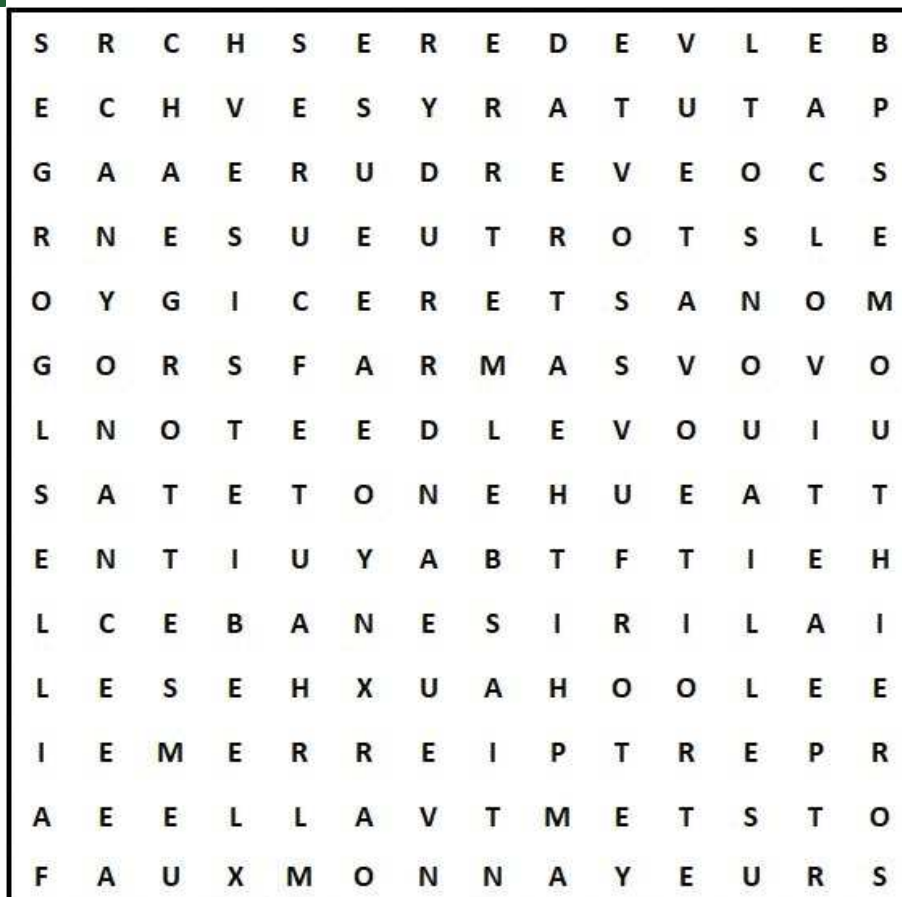 S R C H S E R E D E V L E B
E C H V E S Y R A T U T A P
G A A E R U D R E V E O C S
R N E S U E U T R O T S L E
O Y G I C E R E T S A N O M
G O R S F A R M A S V O V O
L N O T E E D L E V O U I U
S A T E T O N E H U E A T T
E N T I U Y A B T F T I E H
L C E B A N E S I R I L A I
L E S E H X U A H O O L E E
I E M E R R E I P T R E P R
A E E L L A V T M E T S T O
F A U X M O N N A Y E U R S